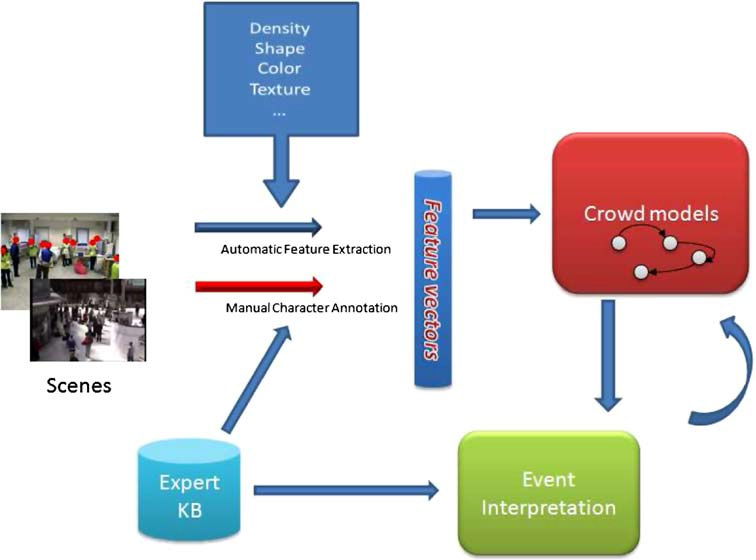 Density
Shape
Color
Texture
...
Automatic Feature Extraction
Manual Character Annotation
Scenes
Feature vectors
Crowd models
Expert
KB
Event
Interpretation